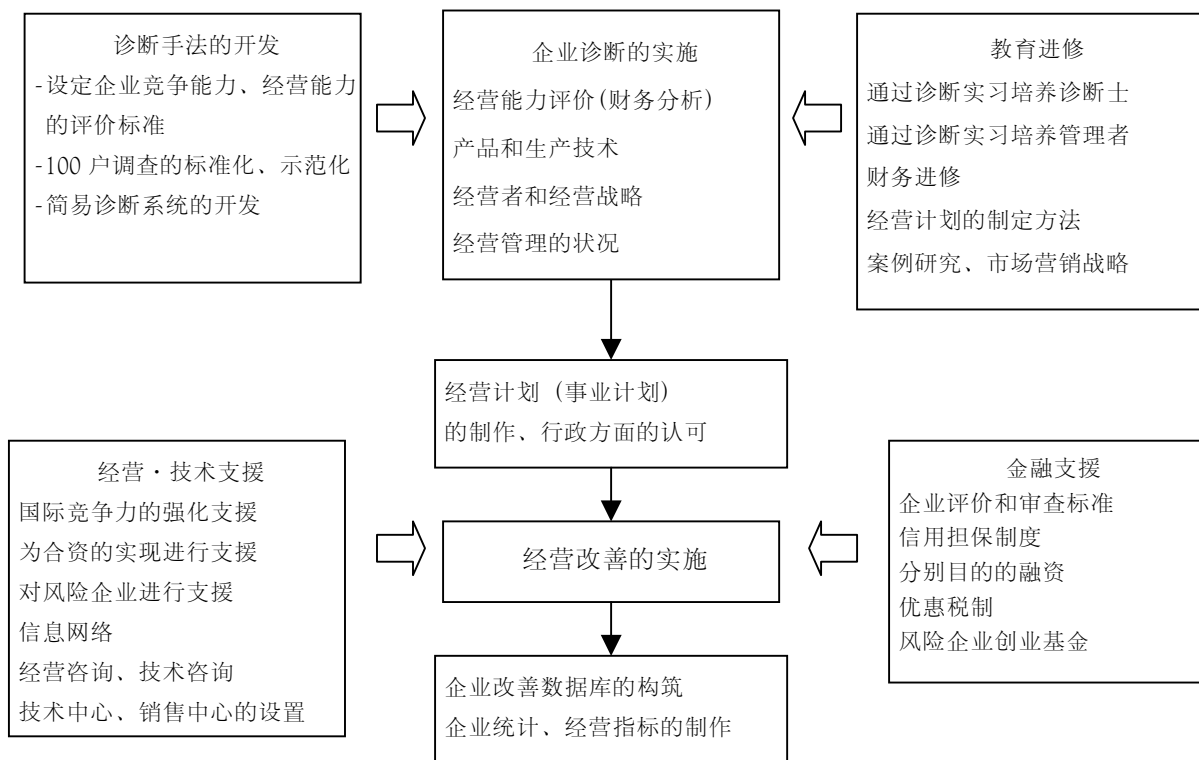 诊断手法的开发
-设定企业竞争能力、经营能力
的评价标准
-100 户调查的标准化、示范化
-简易诊断系统的开发
企业诊断的实施
经营能力评价(财务分析)
产品和生产技术
经营者和经营战略
经营管理的状况
教育进修
通过诊断实习培养诊断士
通过诊断实习培养管理者
财务进修
经营计划的制定方法
案例研究、市场营销战略
经营计划（事业计划）
的制作、行政方面的认可
经营·技术支援
国际竞争力的强化支援
为合资的实现进行支援
对风险企业进行支援
信息网络
经营咨询、技术咨询
技术中心、销售中心的设置
经营改善的实施
金融支援
企业评价和审查标准
信用担保制度
分别目的的融资
优惠税制
风险企业创业基金
企业改善数据库的构筑
企业统计、经营指标的制作